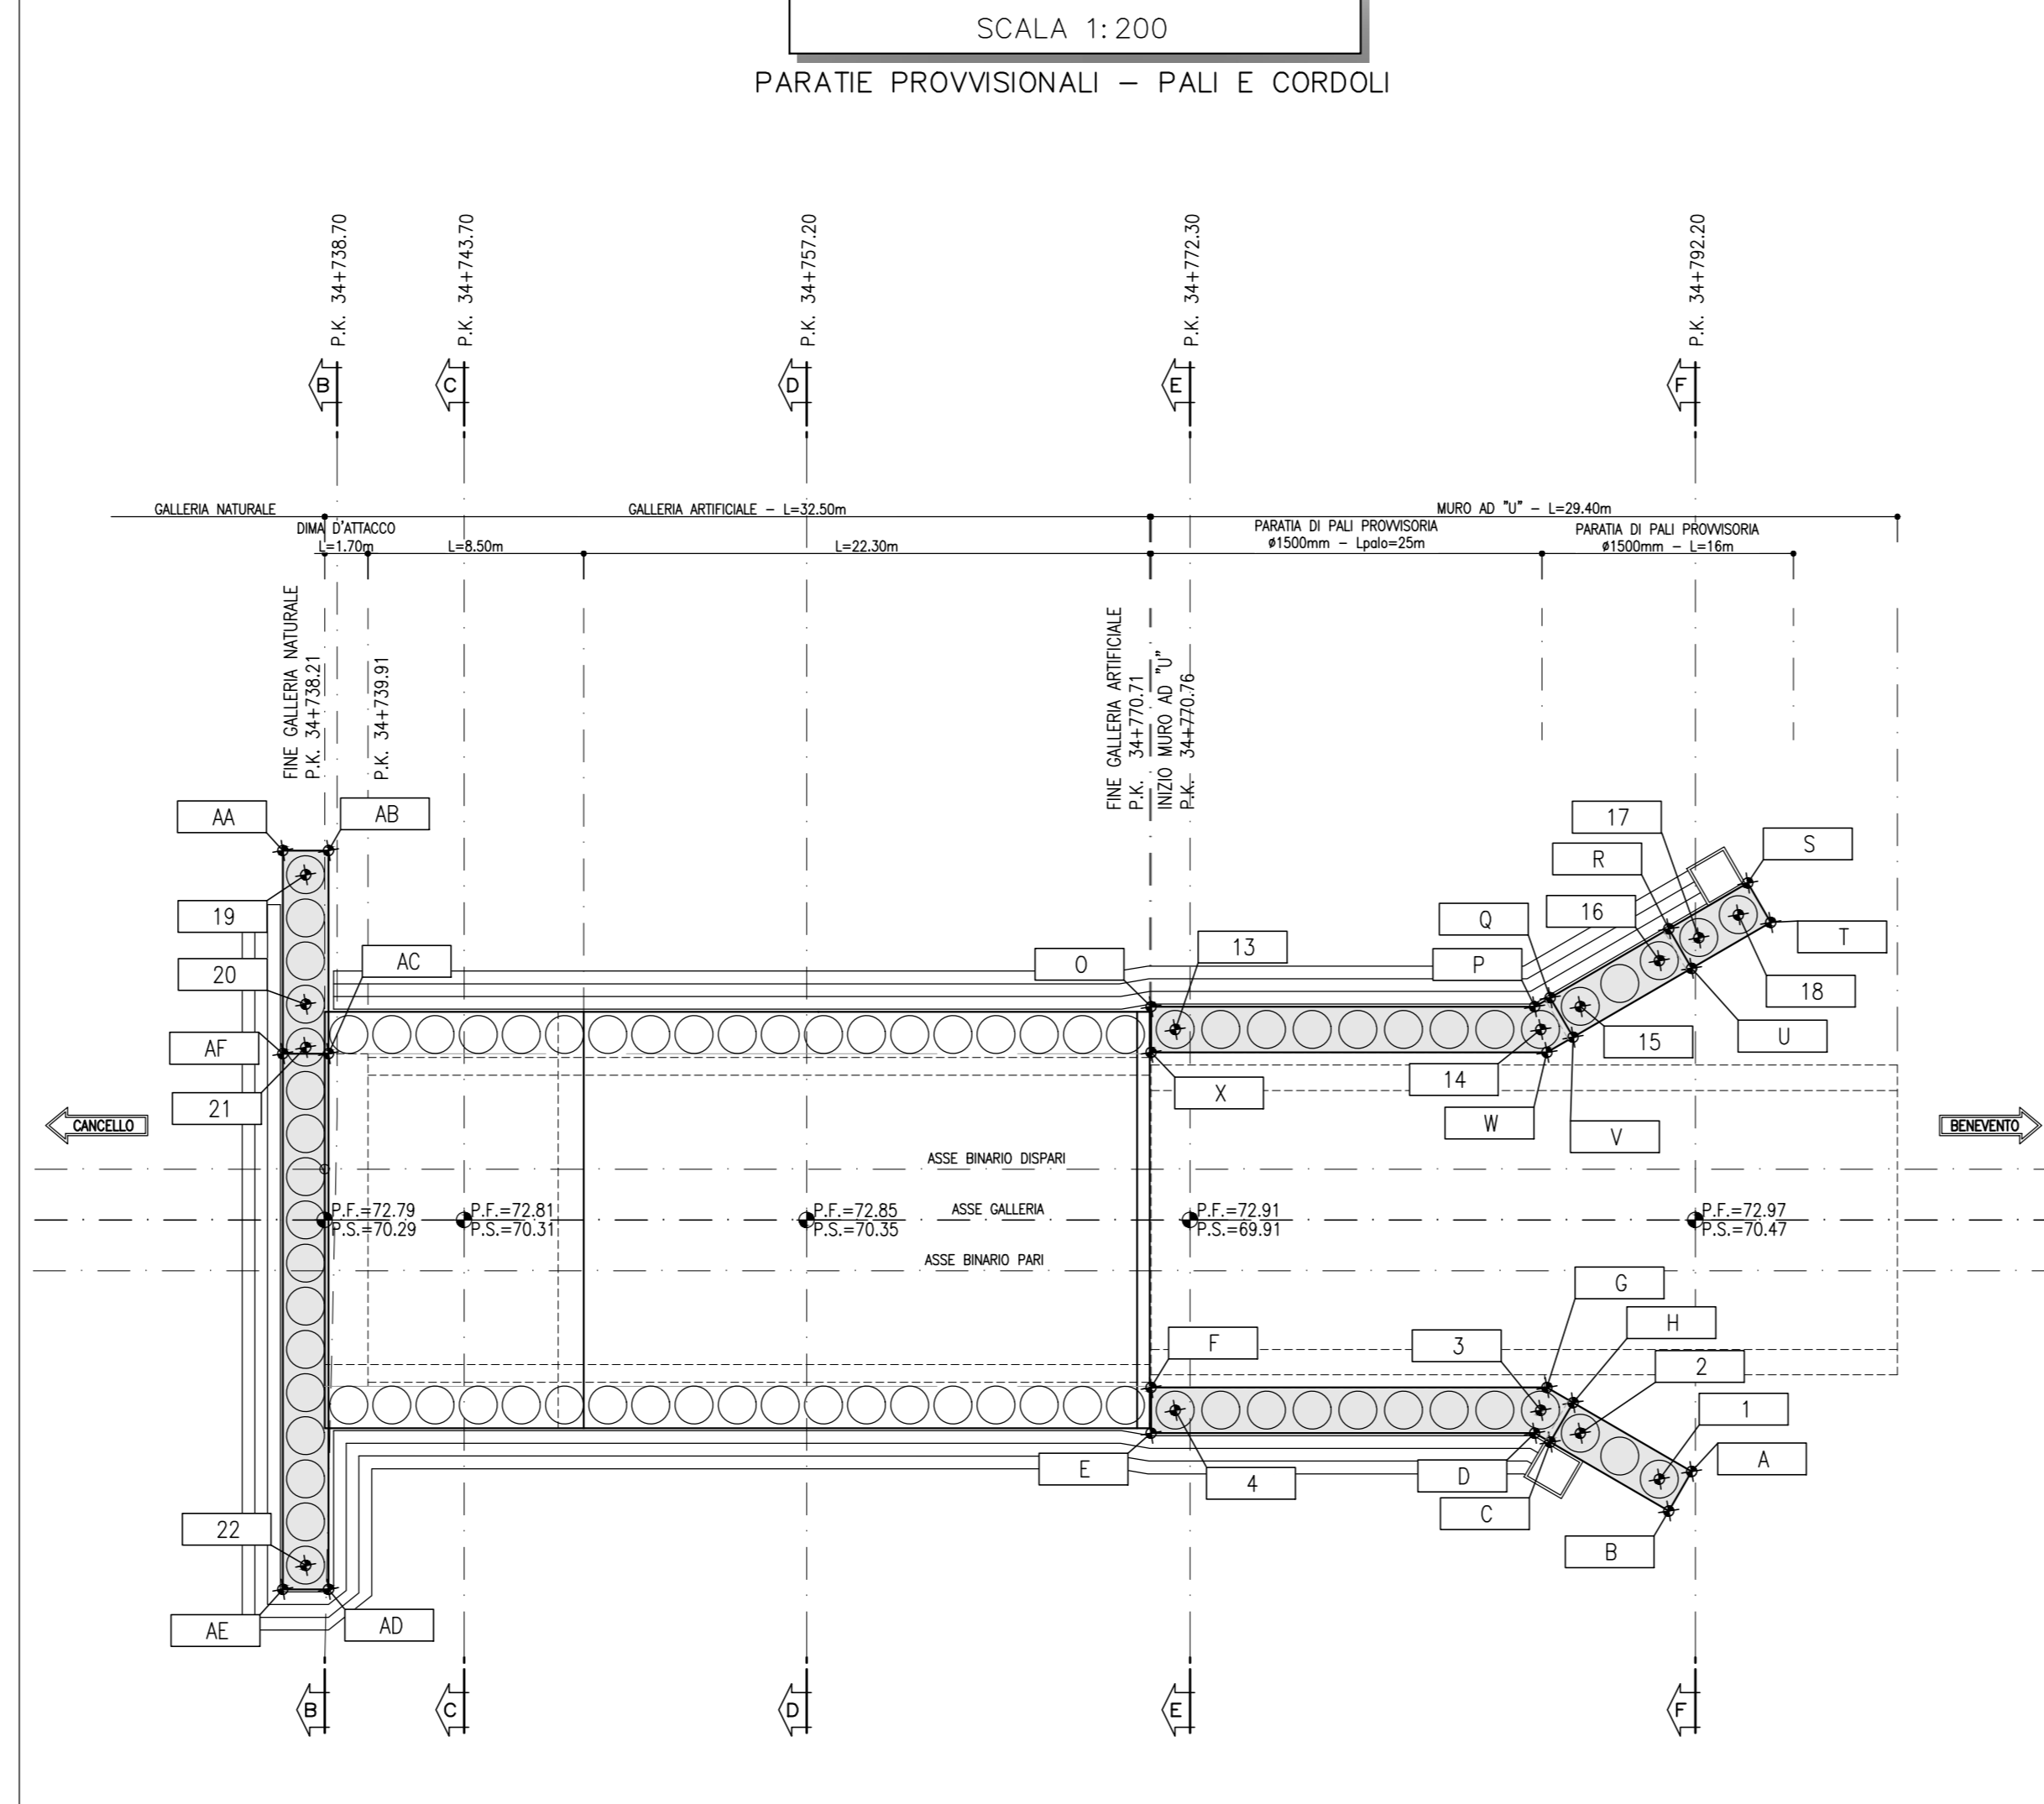 SCALA 1:200
PARATIE PROVVISIONALI – PALI E CORDOLI
P.K. 34+738.70
P.K. 34+743.70
P.K. 34+757.20
P.K. 34+772.30
P.K. 34+792.20
B
C
D
E
F
GALLERIA NATURALE
GALLERIA ARTIFICIALE – L=32.50m
MURO AD "U" – L=29.40m
DIMA D'ATTACCO
L=1.70m
L=8.50m
L=22.30m
PARATIA DI PALI PROVVISORIA
ø1500mm – Lpalo=25m
PARATIA DI PALI PROVVISORIA
ø1500mm – L=16m
FINE GALLERIA NATURALE
P.K. 34+738.21
P.K. 34+739.91
FINE GALLERIA ARTIFICIALE
P.K. 34+770.71
INIZIO MURO AD "U"
P.K. 34+770.76
AA
AB
17
S
R
19
16
Q
T
20
AC
O
13
P
18
AF
15
U
21
14
X
W
V
CANCELLO
BENEVENTO
ASSE BINARIO DISPARI
ASSE GALLERIA
ASSE BINARIO PARI
P.F.=72.79
P.S.=70.29
P.F.=72.81
P.S.=70.31
P.F.=72.85
P.S.=70.35
P.F.=72.91
P.S.=69.91
P.F.=72.97
P.S.=70.47
G
H
F
3
2
1
A
E
4
D
C
B
22
AE
AD
B
C
D
E
F